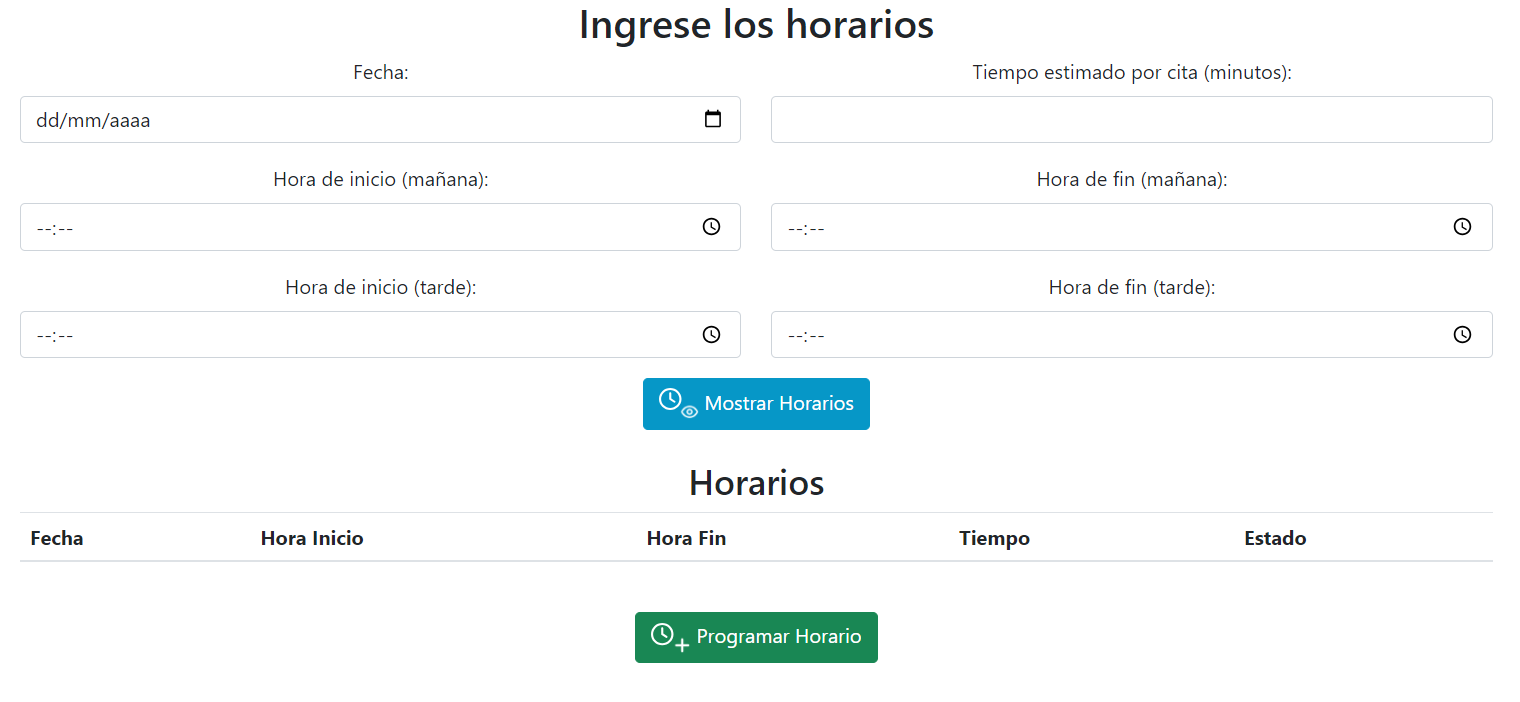 Ingrese los horarios
Fecha: Tiempo estimado por cita (minutos):
dd/mm/aaaa
Hora de inicio (mañana): Hora de fin (mañana):
--:-- --:--
Hora de inicio (tarde): Hora de fin (tarde):
--:-- --:--
Mostrar Horarios
Horarios
Fecha Hora Inicio Hora Fin Tiempo Estado
Programar Horario